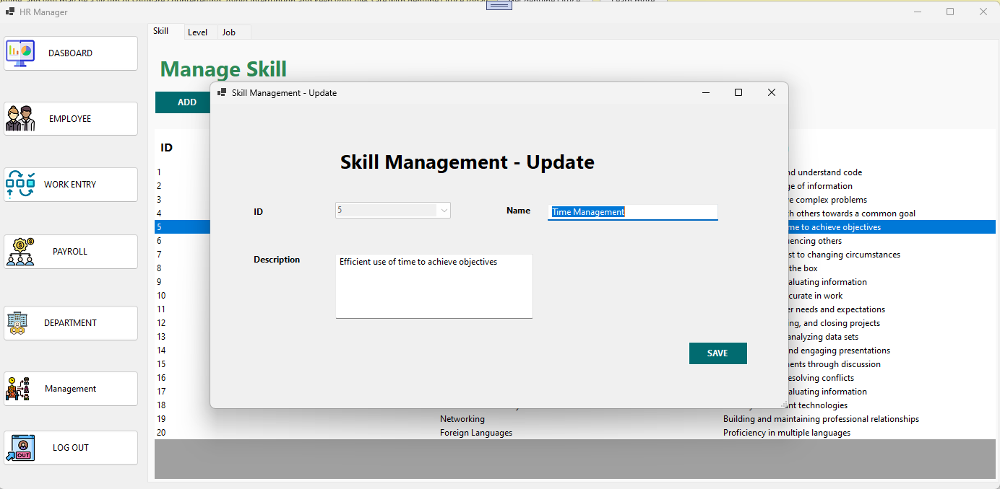 HR Manager
DASBOARD
EMPLOYEE
WORK ENTRY
PAYROLL
DEPARTMENT
Management
OUT
LOG OUT
Skill
Level
Job
Manage Skill
ADD
ID
1
nd understand code
2
ge of information
3
complex problems
4
others towards a common goal
5
me to achieve objectives
6
encing others
7
st to changing circumstances
8
the box
9
aluating information
10
curate in work
11
er needs and expectations
12
ng, and closing projects
13
analyzing data sets
14
nd engaging presentations
15
ents through discussion
16
esolving conflicts
17
aluating information
18
nt technologies
19
Networking
Building and maintaining professional relationships
20
Foreign Languages
Proficiency in multiple languages
Skill Management - Update
Skill Management - Update
ID
5
Name
Time Management
Description
Efficient use of time to achieve objectives
SAVE